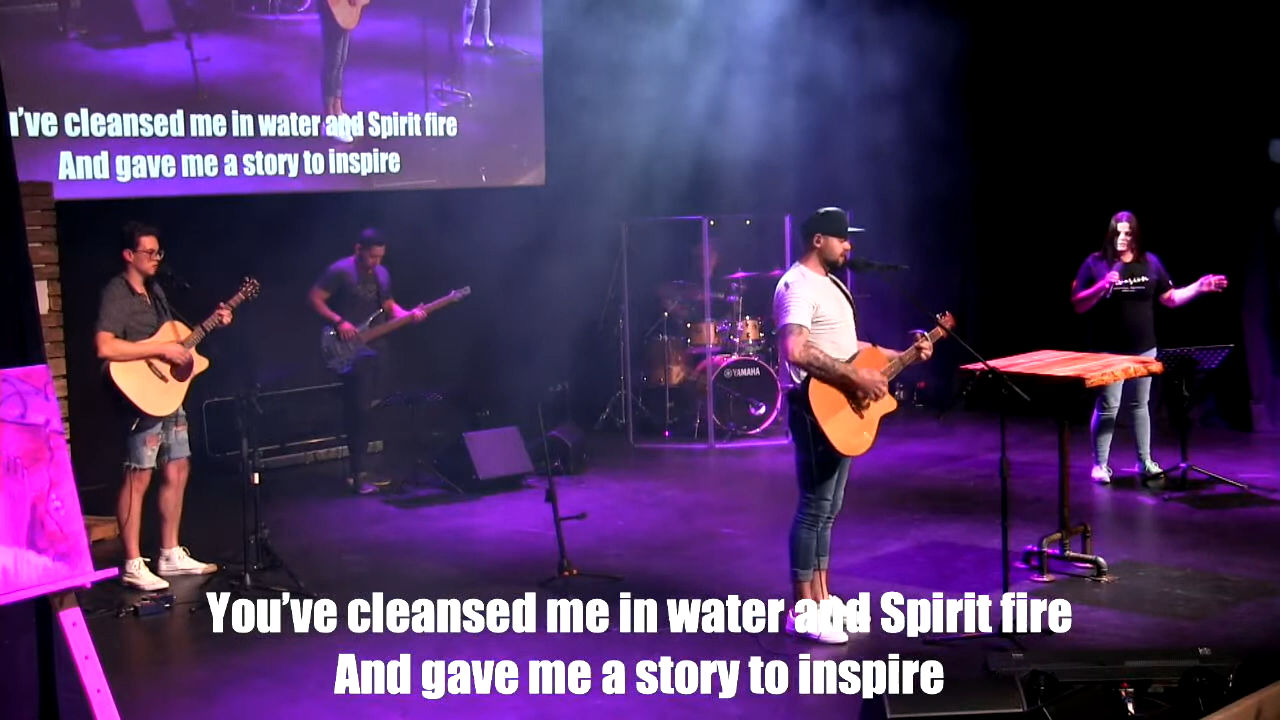 've cleansed me in water and Spirit fire
And gave me a story to inspire
YAMAHA
You've cleansed me in water and Spirit fire
And gave me a story to inspire